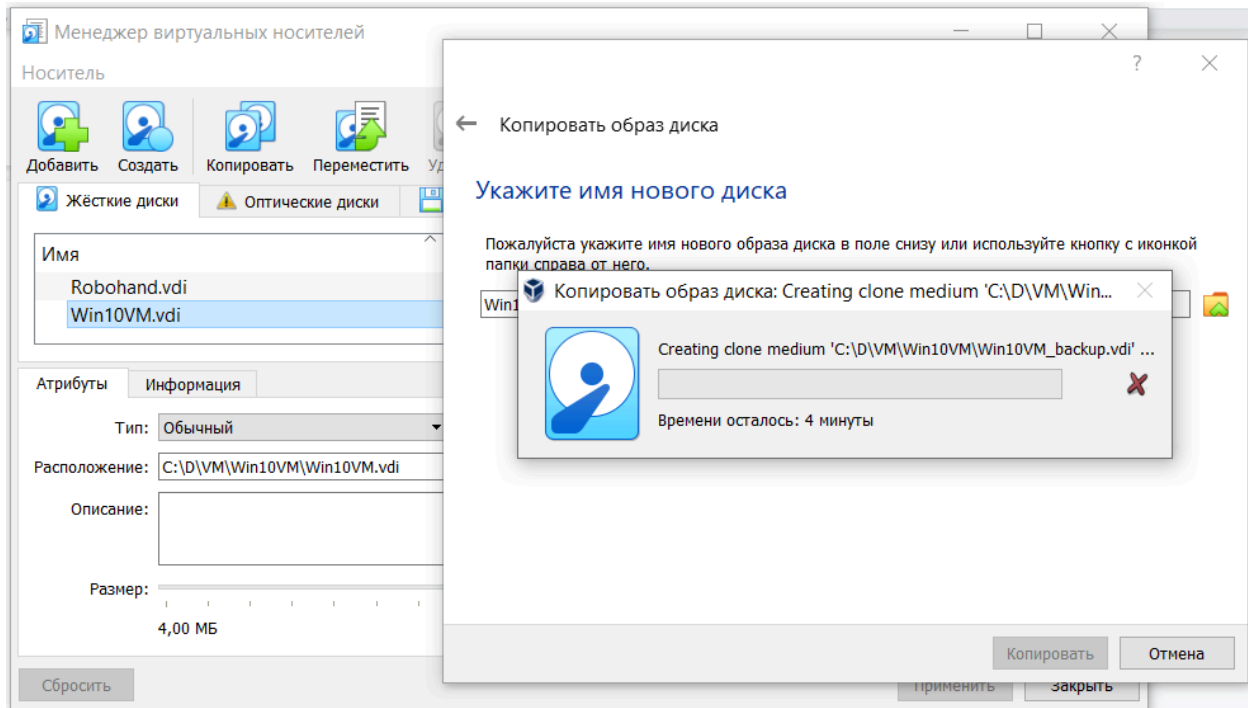 Менеджер виртуальных носителей
Носитель
Добавить Создать Копировать Переместить
Жёсткие диски Оптические диски
Имя
Robohand.vdi
Win10VM.vdi
Атрибуты Информация
Тип: Обычный
Расположение: C:\D\VM\Win10VM\Win10VM.vdi
Описание:
Размер:
4,00 МБ
Сбросить Применить Закрыть
?
Копировать образ диска
Укажите имя нового диска
Пожалуйста укажите имя нового образа диска в поле снизу или используйте кнопку с иконкой
папки справа от него.
Копировать образ диска: Creating clone medium 'C:\D\VM\Win...
Creating clone medium 'C:\D\VM\Win10VM\Win10VM_backup.vdi' ...
Времени осталось: 4 минуты
Копировать Отмена